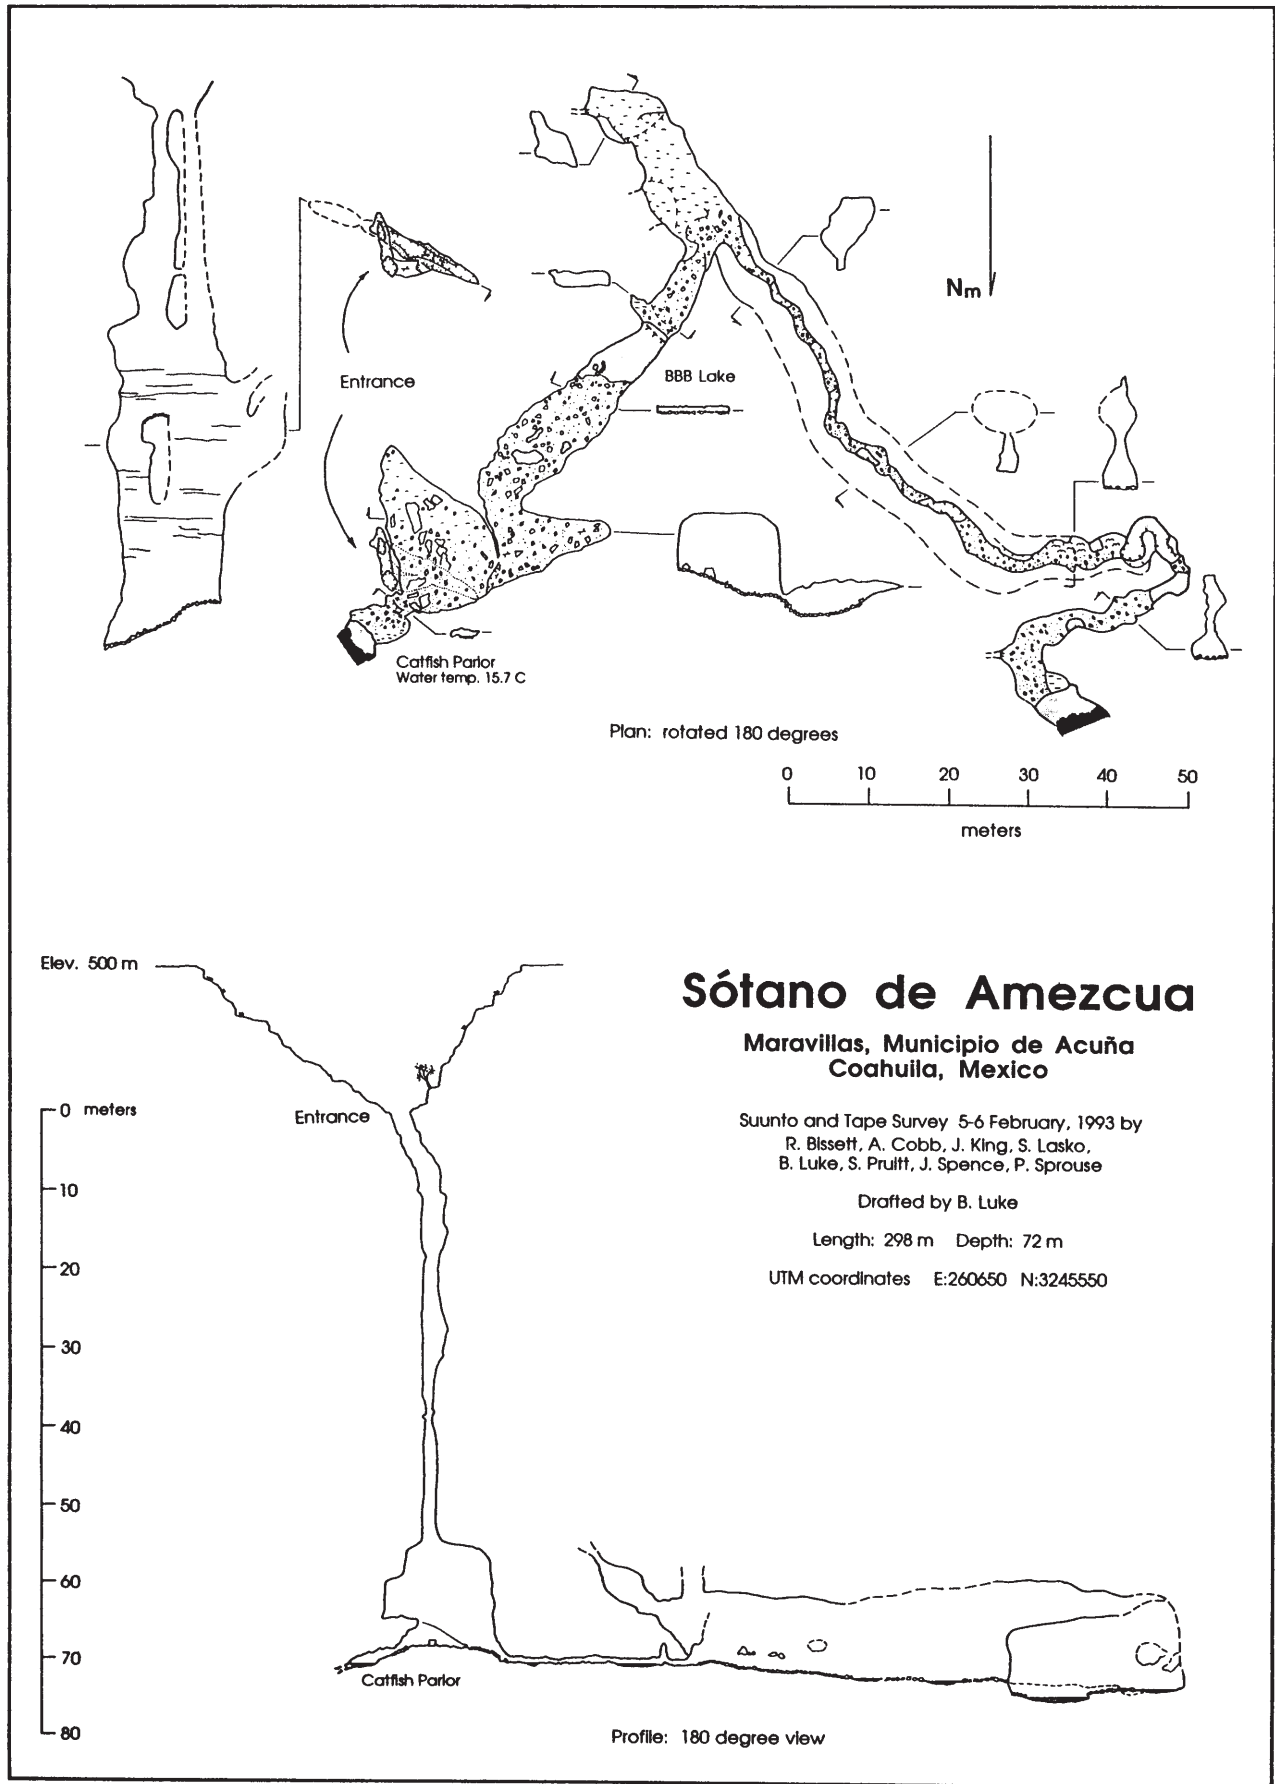 Nm
Entrance
BBB Lake
Catfish Parlor
Water temp. 15.7 C
Plan: rotated 180 degrees
0 10 20 30 40 50
meters
Elev. 500 m
Sótano de Amezcua
Maravillas, Municipio de Acuña
Coahuila, Mexico
0 meters
Entrance
Suunto and Tape Survey 5-6 February, 1993 by
R. Bissett, A. Cobb, J. King, S. Lasko,
B. Luke, S. Pruitt, J. Spence, P. Sprouse
10
Drafted by B. Luke
Length: 298 m Depth: 72 m
20
UTM coordinates E:260650 N:3245550
30
40
50
60
70
Catfish Parlor
80
Profile: 180 degree view